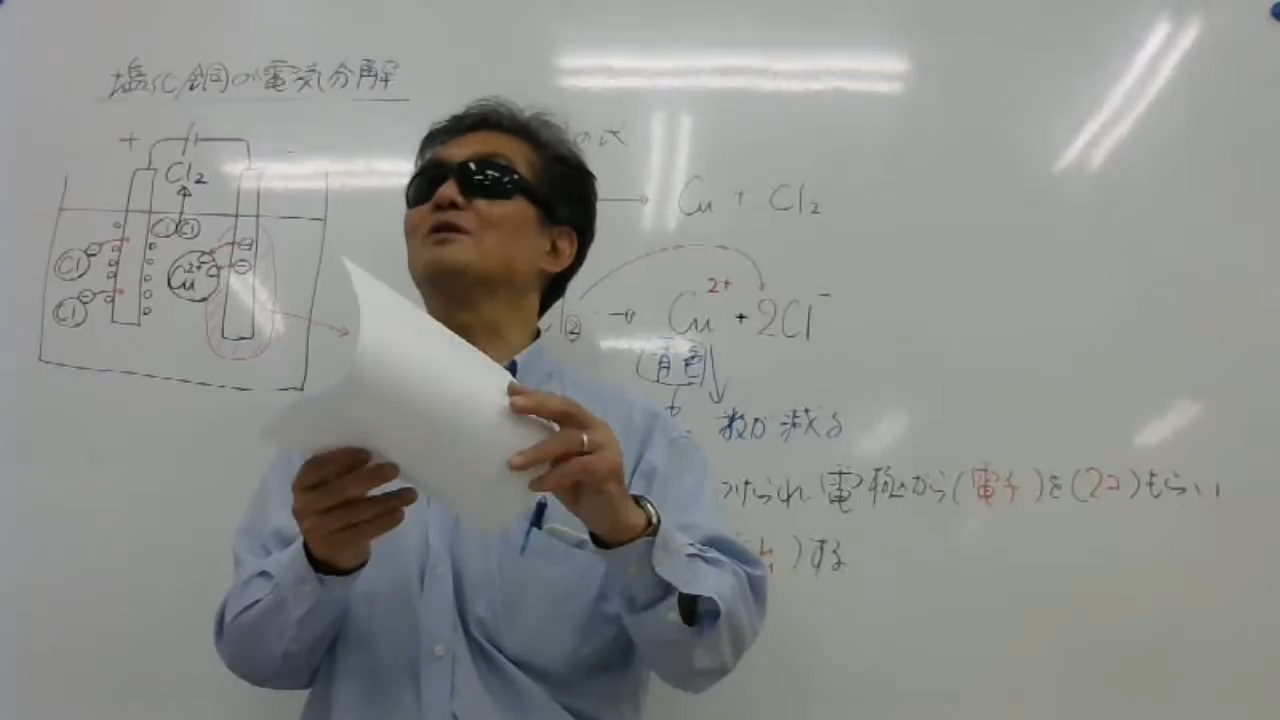 塩化銅の電気分解
+
Cl₂
Cl Cl
Cl
Cu²⁺
Cl
の式
→ Cu + Cl₂
l₂ → Cu²⁺ + 2Cl⁻
(青色)
数が減る
つけられ、電極から(電子)を(2コ)もらい
)する